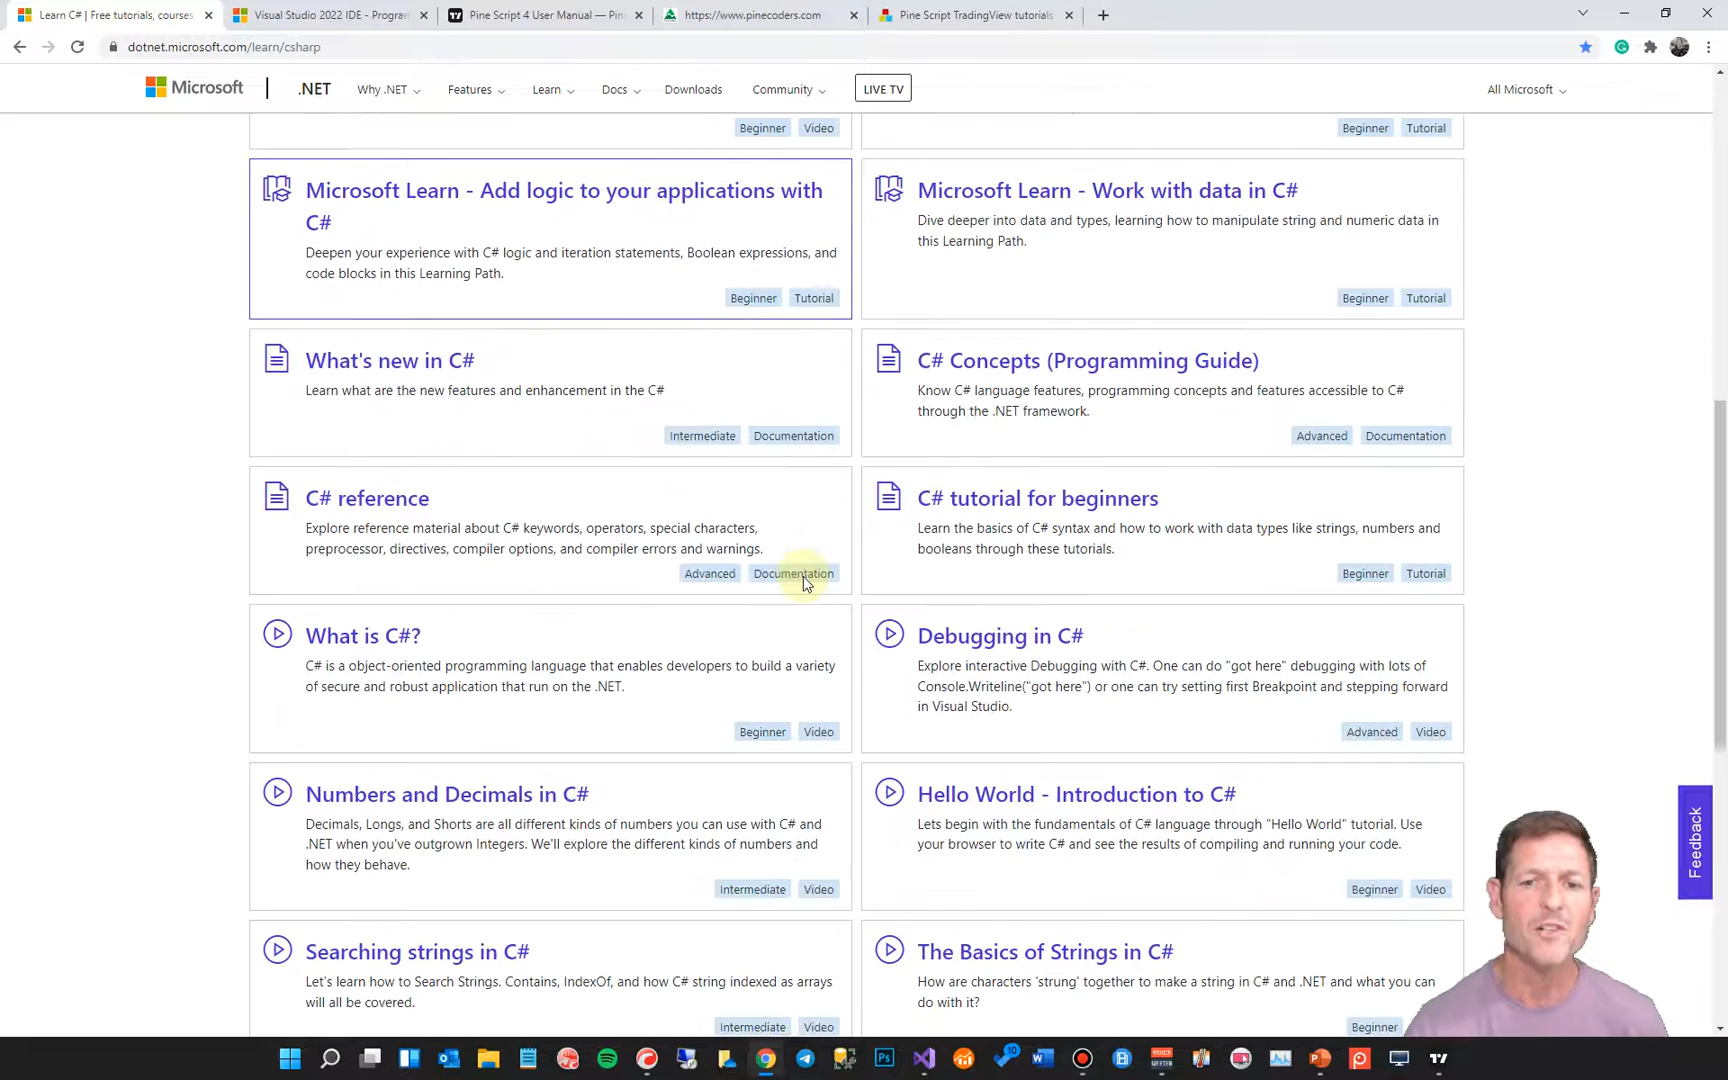 Learn C# | Free tutorials, courses
Visual Studio 2022 IDE - Program
Pine Script 4 User Manual — Pin
https://www.pinecoders.com
Pine Script TradingView tutorials
dotnet.microsoft.com/learn/csharp
Microsoft
.NET
Why .NET
Features
Learn
Docs
Downloads
Community
LIVE TV
All Microsoft
Beginner
Video
Beginner
Tutorial
Microsoft Learn - Add logic to your applications with
C#
Deepen your experience with C# logic and iteration statements, Boolean expressions, and
code blocks in this Learning Path.
Beginner
Tutorial
Microsoft Learn - Work with data in C#
Dive deeper into data and types, learning how to manipulate string and numeric data in
this Learning Path.
Beginner
Tutorial
What's new in C#
Learn what are the new features and enhancement in the C#
Intermediate
Documentation
C# Concepts (Programming Guide)
Know C# language features, programming concepts and features accessible to C#
through the .NET framework.
Advanced
Documentation
C# reference
Explore reference material about C# keywords, operators, special characters,
preprocessor, directives, compiler options, and compiler errors and warnings.
Advanced
Documentation
C# tutorial for beginners
Learn the basics of C# syntax and how to work with data types like strings, numbers and
booleans through these tutorials.
Beginner
Tutorial
What is C#?
C# is a object-oriented programming language that enables developers to build a variety
of secure and robust application that run on the .NET.
Beginner
Video
Debugging in C#
Explore interactive Debugging with C#. One can do "got here" debugging with lots of
Console.Writeline("got here") or one can try setting first Breakpoint and stepping forward
in Visual Studio.
Advanced
Video
Numbers and Decimals in C#
Decimals, Longs, and Shorts are all different kinds of numbers you can use with C# and
.NET when you've outgrown Integers. We'll explore the different kinds of numbers and
how they behave.
Intermediate
Video
Hello World - Introduction to C#
Lets begin with the fundamentals of C# language through "Hello World" tutorial. Use
your browser to write C# and see the results of compiling and running your code.
Beginner
Video
Searching strings in C#
Let's learn how to Search Strings. Contains, IndexOf, and how C# string indexed as arrays
will all be covered.
Intermediate
Video
The Basics of Strings in C#
How are characters 'strung' together to make a string in C# and .NET and what you can
do with it?
Beginner
Feedback
10
Ps
VOICE
MEETER